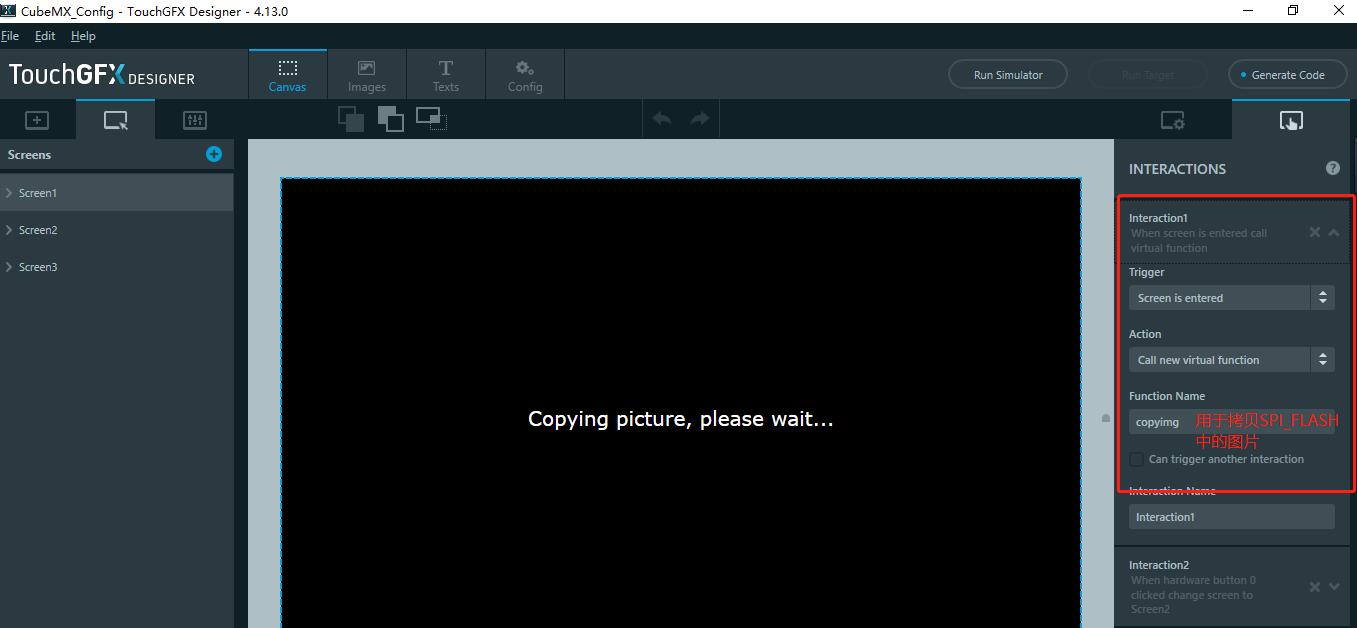 CubeMX_Config - TouchGFX Designer - 4.13.0
File Edit Help
TouchGFX DESIGNER
Canvas
Images
Texts
Config
Run Simulator
Run Target
Generate Code
Screens
Screen1
Screen2
Screen3
Copying picture, please wait...
INTERACTIONS
Interaction1
When screen is entered call
virtual function
Trigger
Screen is entered
Action
Call new virtual function
Function Name
copyimg
用于拷贝SPI_FLASH
中的图片
Can trigger another interaction
Interaction Name
Interaction1
Interaction2
When hardware button 0
clicked change screen to
Screen2